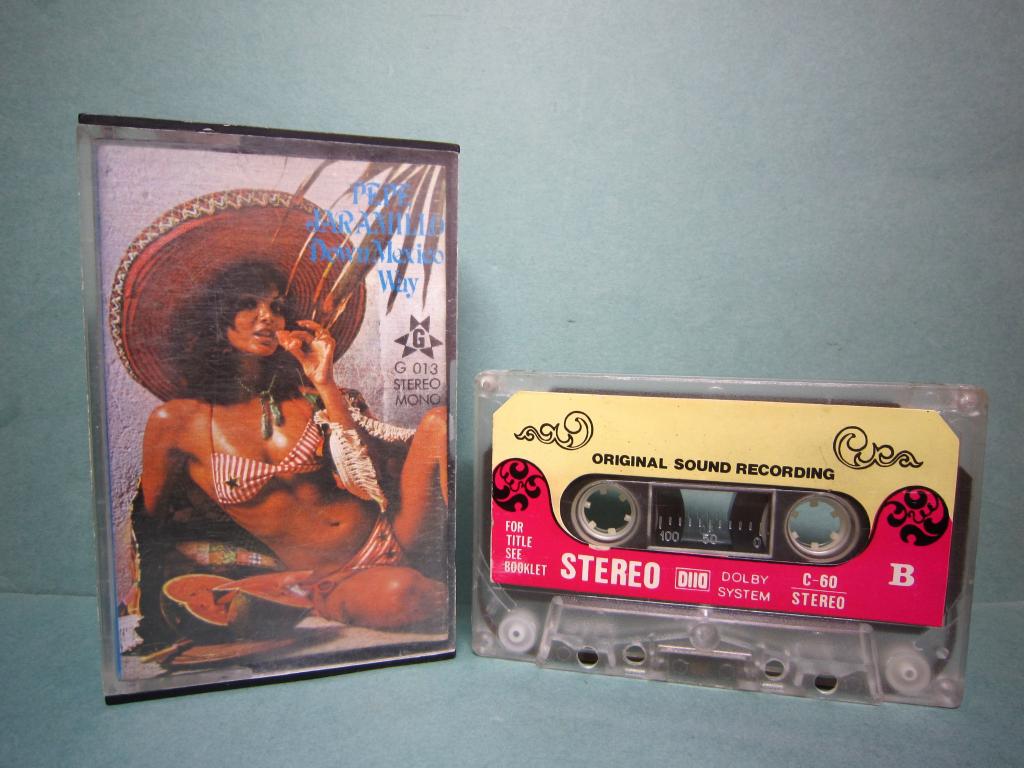 PEPE
JARAMILLO
Down Mexico
Way
G
G 013
STEREO
MONO
ORIGINAL SOUND RECORDING
FOR
TITLE
SEE
BOOKLET
100 50 0
STEREO
DOLBY
SYSTEM
C-60
STEREO
B